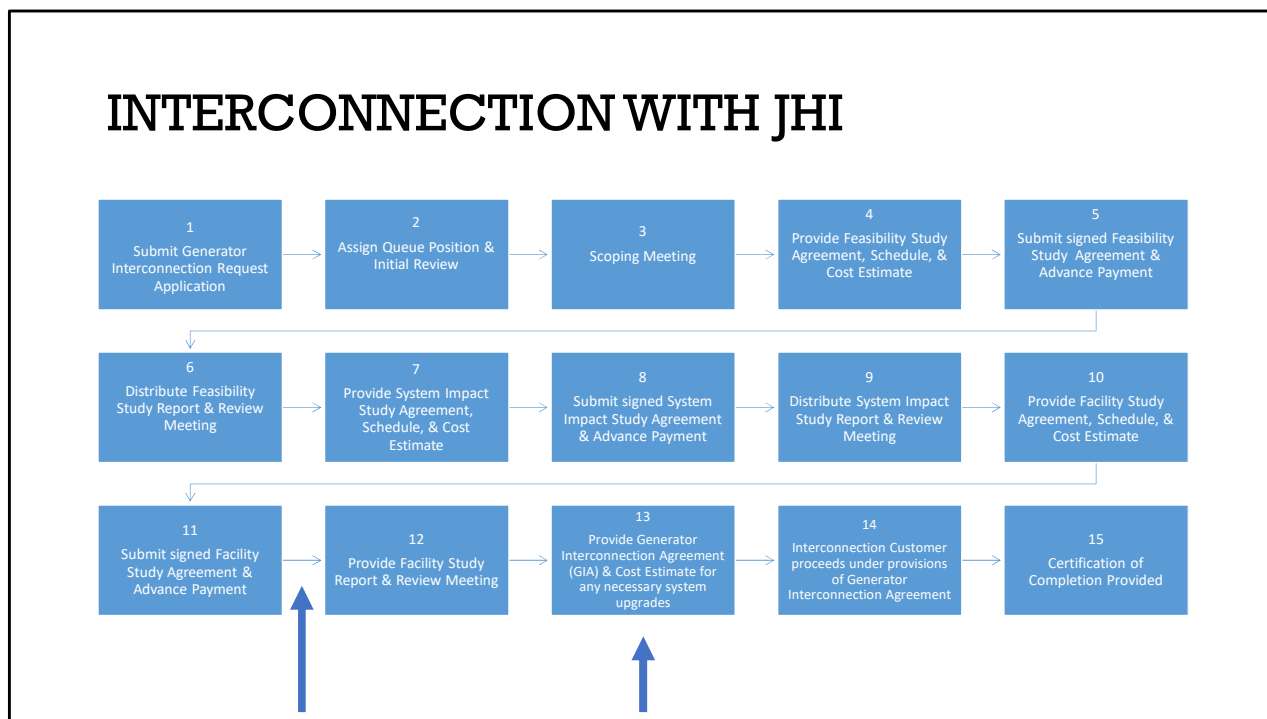 INTERCONNECTION WITH JHI
1
Submit Generator
Interconnection Request
Application
2
Assign Queue Position &
Initial Review
3
Scoping Meeting
4
Provide Feasibility Study
Agreement, Schedule, &
Cost Estimate
5
Submit signed Feasibility
Study Agreement &
Advance Payment
6
Distribute Feasibility
Study Report & Review
Meeting
7
Provide System Impact
Study Agreement,
Schedule, & Cost
Estimate
8
Submit signed System
Impact Study Agreement
& Advance Payment
9
Distribute System Impact
Study Report & Review
Meeting
10
Provide Facility Study
Agreement, Schedule, &
Cost Estimate
11
Submit signed Facility
Study Agreement &
Advance Payment
12
Provide Facility Study
Report & Review Meeting
13
Provide Generator
Interconnection Agreement
(GIA) & Cost Estimate for
any necessary system
upgrades
14
Interconnection Customer
proceeds under provisions
of Generator
Interconnection Agreement
15
Certification of
Completion Provided